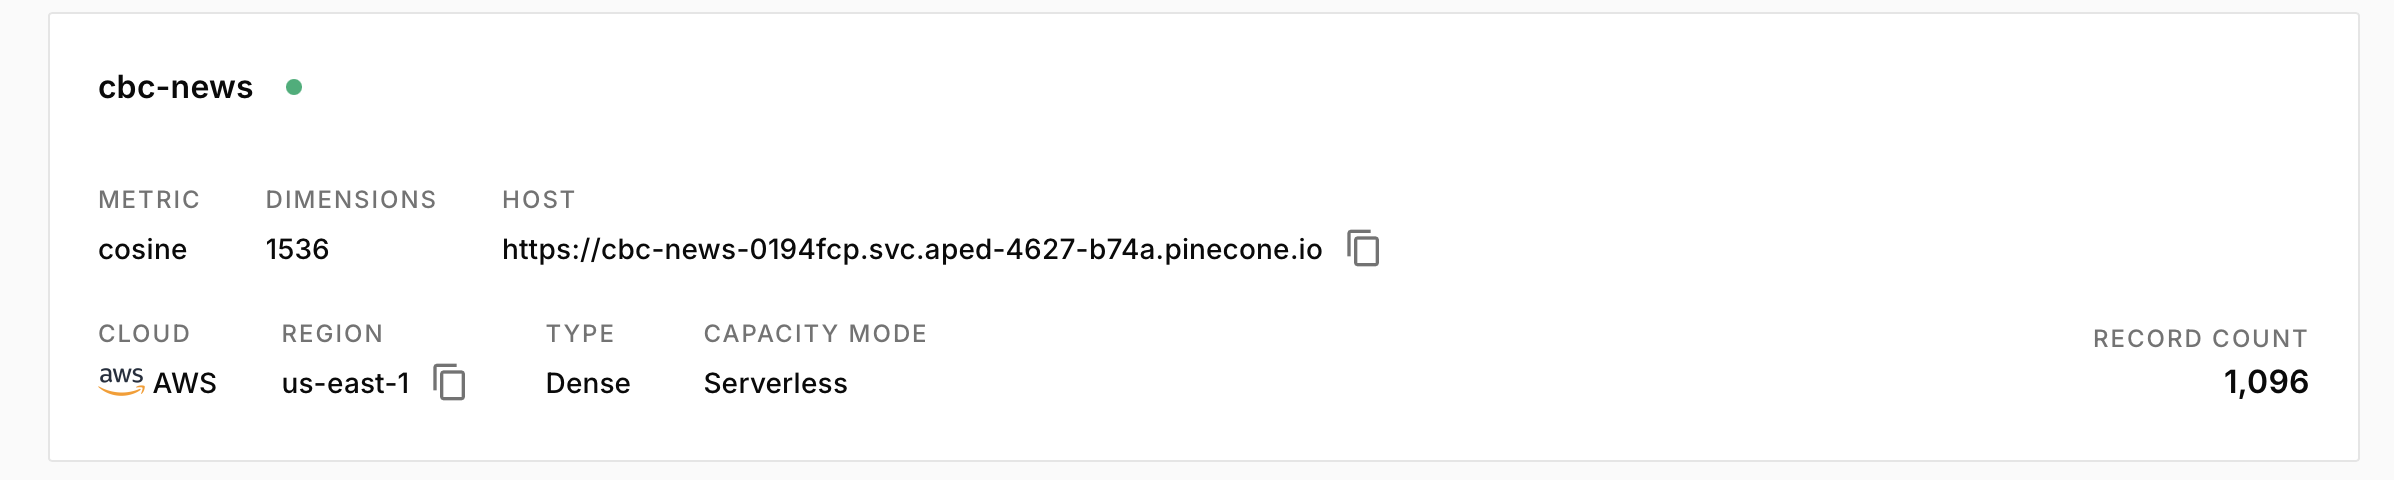 cbc-news
METRIC DIMENSIONS HOST
cosine 1536 https://cbc-news-0194fcp.svc.aped-4627-b74a.pinecone.io
CLOUD REGION TYPE CAPACITY MODE RECORD COUNT
aws AWS us-east-1 Dense Serverless 1,096